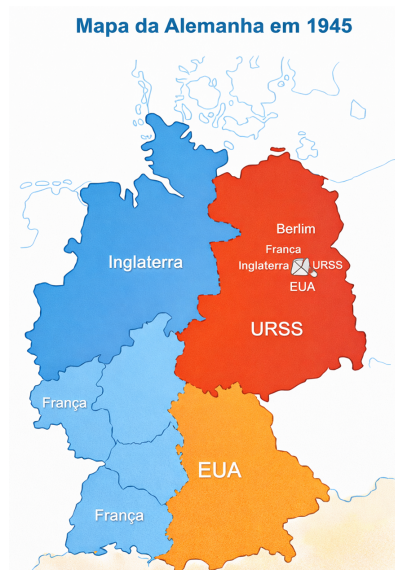 Mapa da Alemanha em 1945
Berlim
Franca
Inglaterra
Inglaterra URSS
EUA
URSS
França
EUA
França